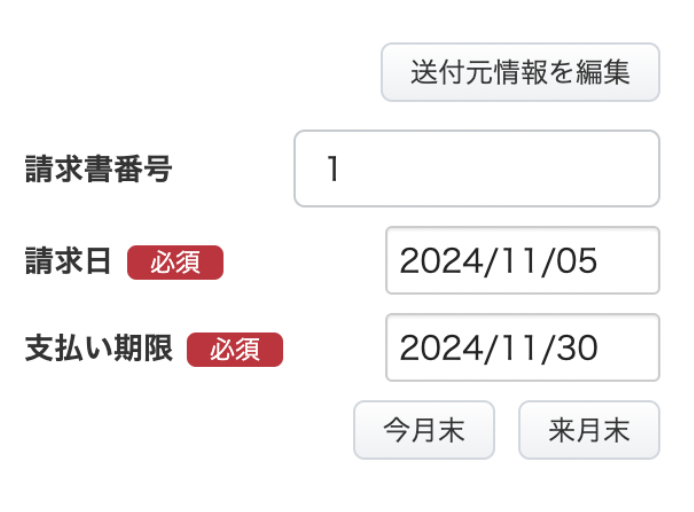 送付元情報を編集
請求書番号 1
請求日 必須 2024/11/05
支払い期限 必須 2024/11/30
今月末 来月末